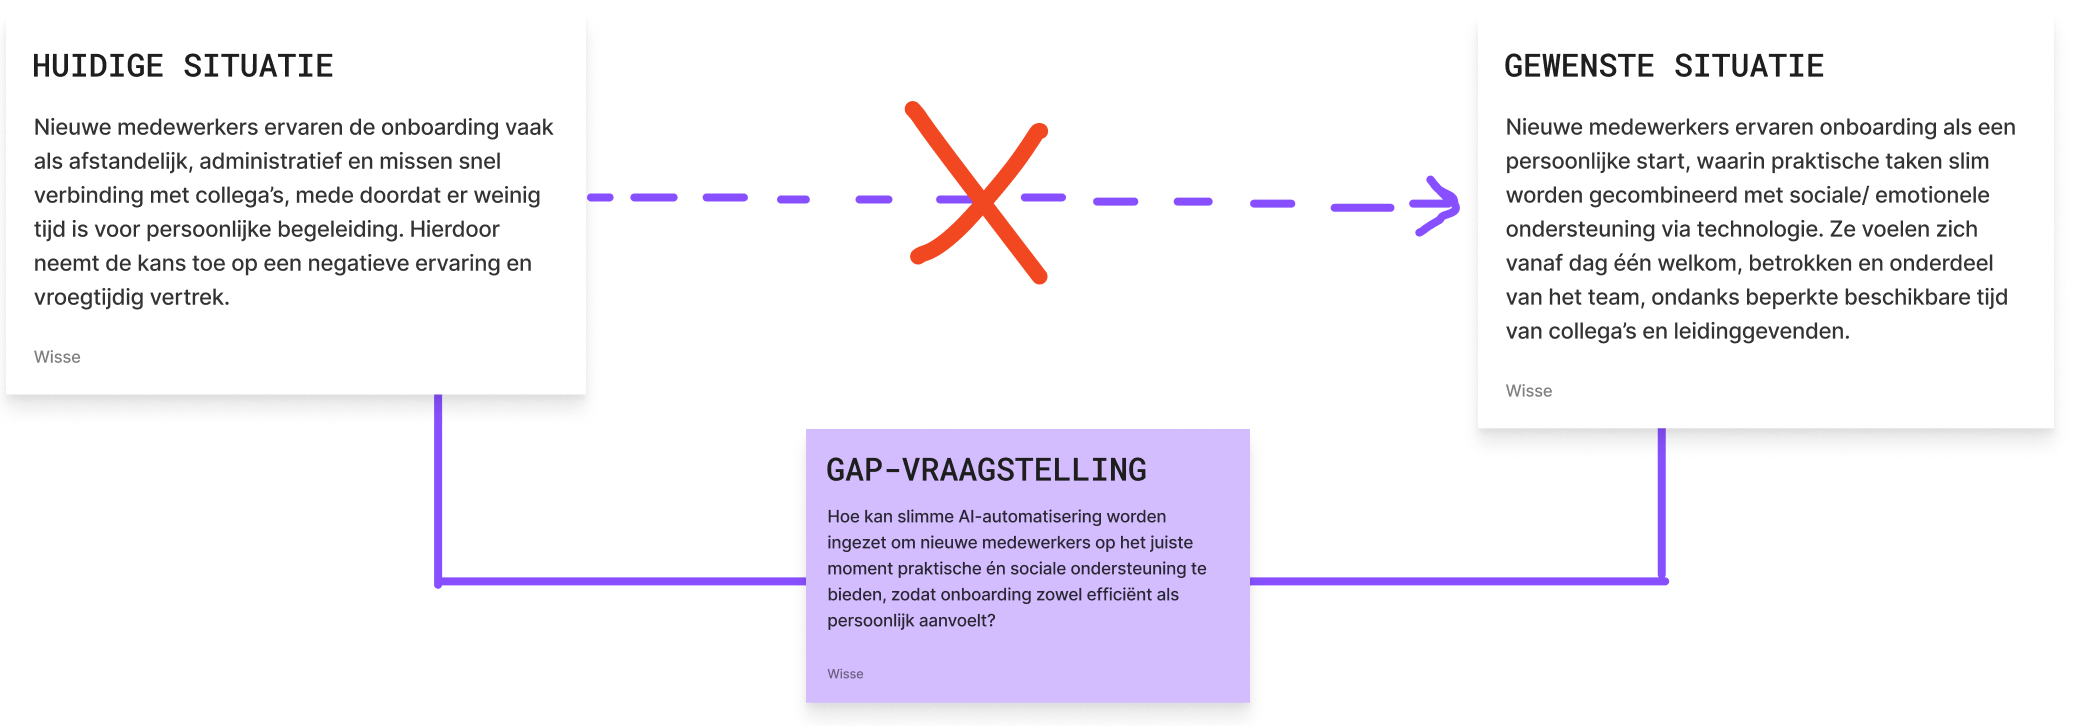 HUIDIGE SITUATIE
Nieuwe medewerkers ervaren de onboarding vaak
als afstandelijk, administratief en missen snel
verbinding met collega's, mede doordat er weinig
tijd is voor persoonlijke begeleiding. Hierdoor
neemt de kans toe op een negatieve ervaring en
vroegtijdig vertrek.
Wisse
GEWENSTE SITUATIE
Nieuwe medewerkers ervaren onboarding als een
persoonlijke start, waarin praktische taken slim
worden gecombineerd met sociale/ emotionele
ondersteuning via technologie. Ze voelen zich
vanaf dag één welkom, betrokken en onderdeel
van het team, ondanks beperkte beschikbare tijd
van collega's en leidinggevenden.
Wisse
GAP-VRAAGSTELLING
Hoe kan slimme AI-automatisering worden
ingezet om nieuwe medewerkers op het juiste
moment praktische én sociale ondersteuning te
bieden, zodat onboarding zowel efficiënt als
persoonlijk aanvoelt?
Wisse